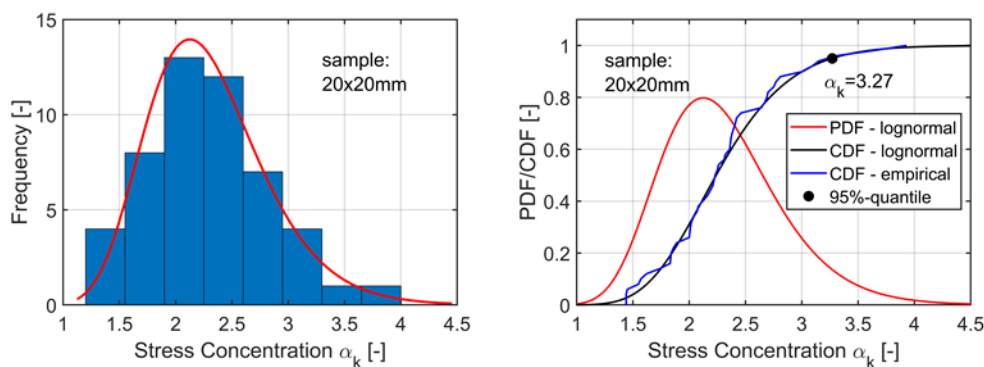 15
10
5
0
Frequency [-]
sample:
20x20mm
1 1.5 2 2.5 3 3.5 4 4.5
Stress Concentration αk [-]
1
0.8
0.6
0.4
0.2
0
PDF/CDF [-]
sample:
20x20mm
αk=3.27
PDF - lognormal
CDF - lognormal
CDF - empirical
95%-quantile
1 1.5 2 2.5 3 3.5 4 4.5
Stress Concentration αk [-]